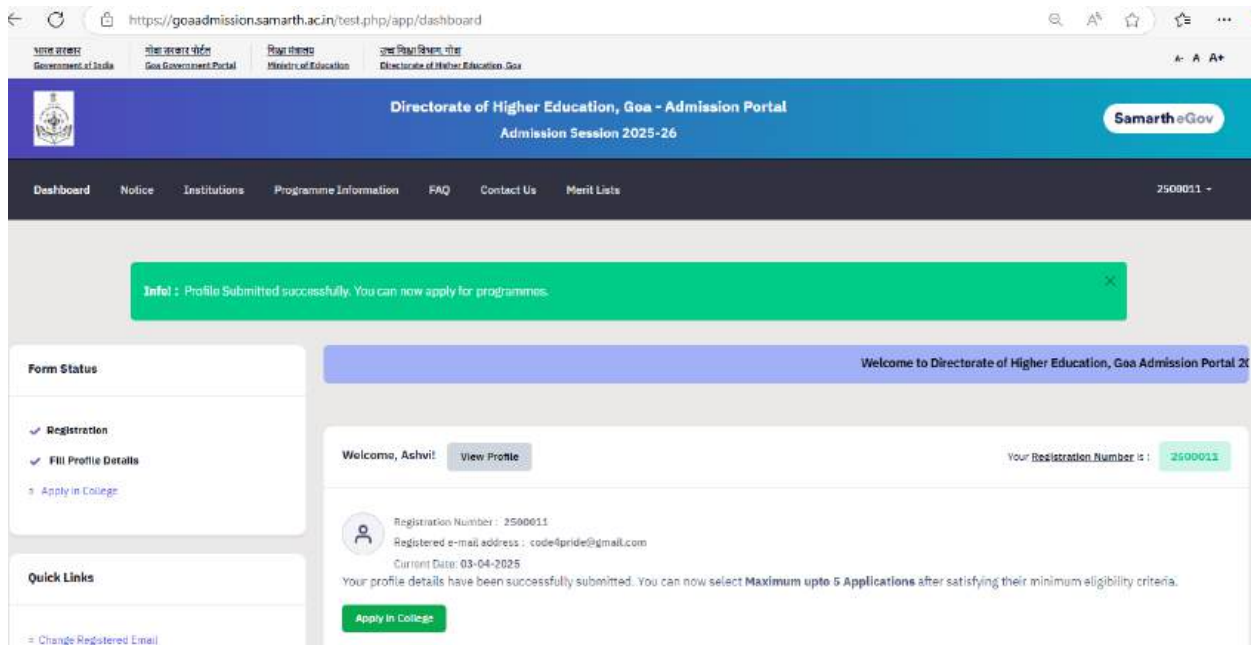 https://goaadmission.samarth.ac.in/test.php/app/dashboard
भारत सरकार
Government of India
गोवा सरकार पोर्टल
Goa Government Portal
शिक्षा मंत्रालय
Ministry of Education
उच्च शिक्षा विभाग, गोवा
Directorate of Higher Education, Goa
A- A A+
Directorate of Higher Education, Goa - Admission Portal
Admission Session 2025-26
Samarth eGov
Dashboard Notice Institutions Programme Information FAQ Contact Us Merit Lists 2500011
Info! : Profile Submitted successfully. You can now apply for programmes.
Form Status
Registration
Fill Profile Details
Apply in College
Quick Links
Change Registered Email
Welcome to Directorate of Higher Education, Goa Admission Portal 20
Welcome, Ashvi! View Profile Your Registration Number is : 2500011
Registration Number : 2500011
Registered e-mail address : code4pride@gmail.com
Current Date: 03-04-2025
Your profile details have been successfully submitted. You can now select Maximum upto 5 Applications after satisfying their minimum eligibility criteria.
Apply in College